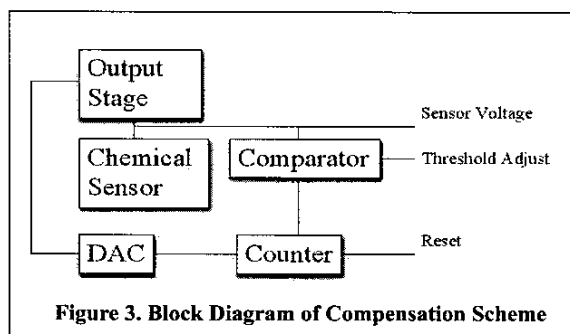 Output
Stage
Sensor Voltage
Chemical
Sensor
Comparator
Threshold Adjust
DAC
Counter
Reset
Figure 3. Block Diagram of Compensation Scheme